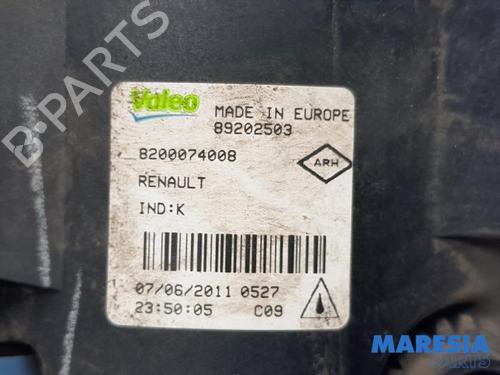 B-PARTS
Valeo
MADE IN EUROPE
89202503
8200074008
ARH
RENAULT
IND:K
07/06/2011 0527
23:50:05 C09
MARESIA
PARTS